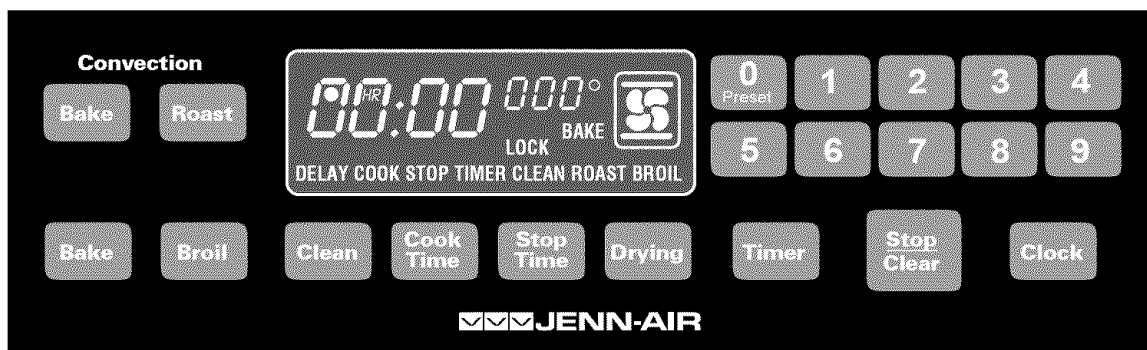 Convection
Bake Roast
00:00 HR 000° BAKE
LOCK
DELAY COOK STOP TIMER CLEAN ROAST BROIL
0 1 2 3 4
Preset
5 6 7 8 9
Bake Broil Clean Cook Time Stop Time Drying Timer Stop Clear Clock
JENN-AIR